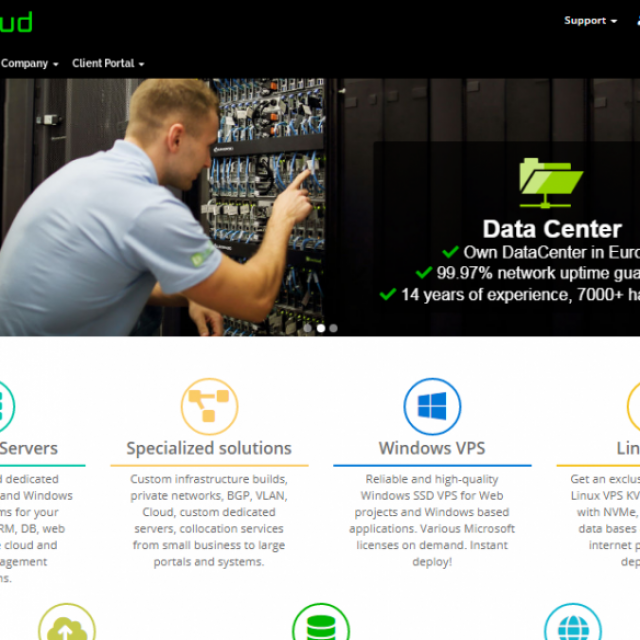 ud
Support
Company
Client Portal
Data Center
Own DataCenter in Euro
99.97% network uptime gua
14 years of experience, 7000+ ha
Servers
Specialized solutions
Windows VPS
Lin
d dedicated
and Windows
ms for your
RM, DB, web
cloud and
agement
ns.
Custom infrastructure builds,
private networks, BGP, VLAN,
Cloud, custom dedicated
servers, collocation services
from small business to large
portals and systems.
Reliable and high-quality
Windows SSD VPS for Web
projects and Windows based
applications. Various Microsoft
licenses on demand. Instant
deploy!
Get an exclus
Linux VPS KV
with NVMe,
data bases
internet p
dep